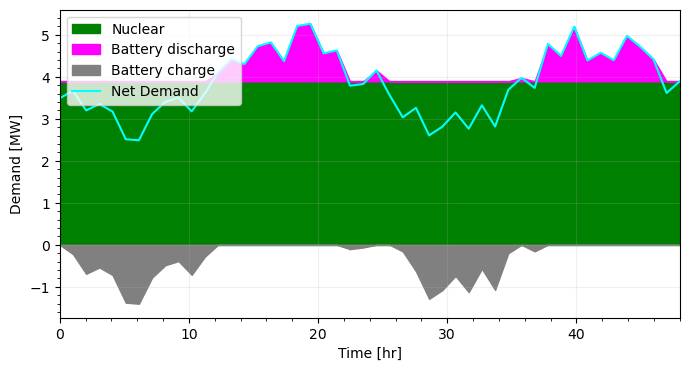 Nuclear
Battery discharge
Battery charge
Net Demand
Demand [MW]
5
4
3
2
1
0
−1
0 10 20 30 40
Time [hr]